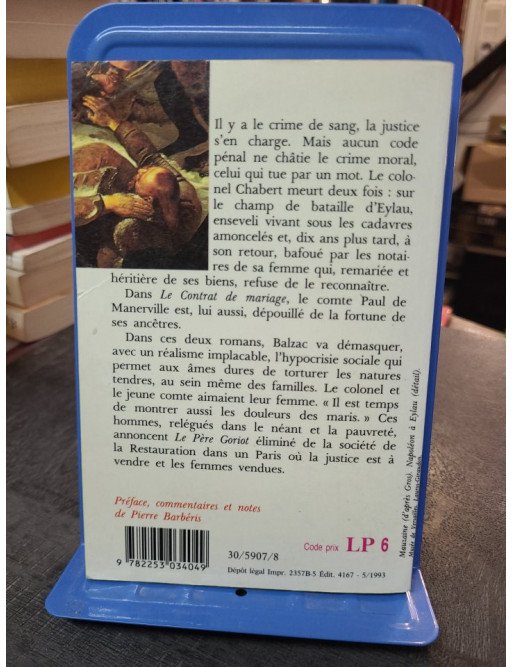 Il y a le crime de sang, la justice
s'en charge. Mais aucun code
pénal ne châtie le crime moral,
celui qui tue par un mot. Le colo-
nel Chabert meurt deux fois : sur
le champ de bataille d'Eylau,
enseveli vivant sous les cadavres
amoncelés et, dix ans plus tard, à
son retour, bafoué par les notai-
res de sa femme qui, remariée et
héritière de ses biens, refuse de le reconnaître.
Dans Le Contrat de mariage, le comte Paul de
Manerville est, lui aussi, dépouillé de la fortune de
ses ancêtres.
Dans ces deux romans, Balzac va démasquer,
avec un réalisme implacable, l'hypocrisie sociale qui
permet aux âmes dures de torturer les natures
tendres, au sein même des familles. Le colonel et
le jeune comte aimaient leur femme. « Il est temps
de montrer aussi les douleurs des maris. » Ces
hommes, relégués dans le néant et la pauvreté,
annoncent Le Père Goriot éliminé de la société de
la Restauration dans un Paris où la justice est à
vendre et les femmes vendues.
Mauzaine (d'après Gros), Napoléon à Eylau (détail).
Musée de Versailles. Lauros-Giraudon.
Préface, commentaires et notes
de Pierre Barbéris
9 782253 034049
30/5907/8
Code prix LP 6
Dépôt légal Impr. 2357B-5 Édit. 4167 - 5/1993